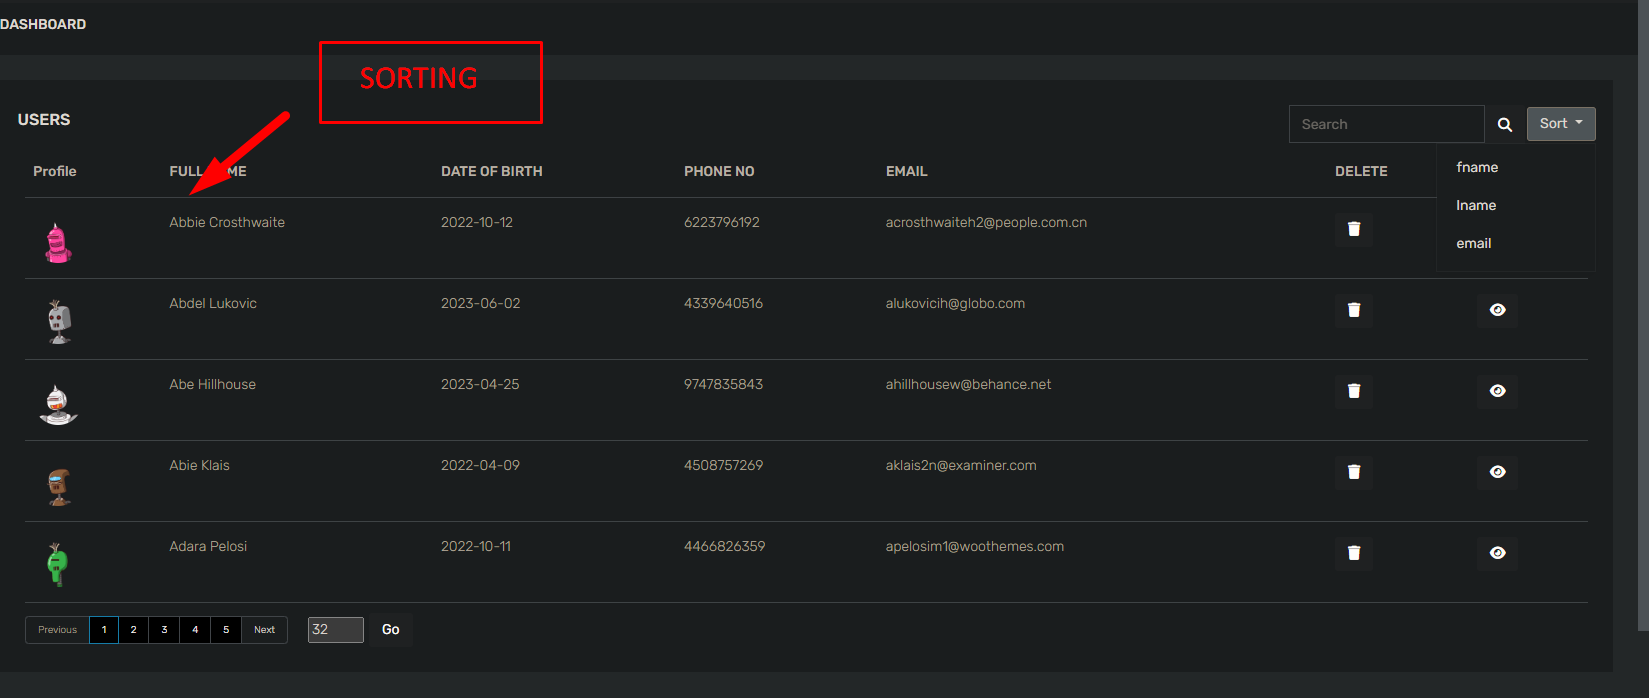 DASHBOARD
SORTING
USERS
Search
Sort
Profile FULL ME DATE OF BIRTH PHONE NO EMAIL DELETE
fname
lname
email
Abbie Crosthwaite 2022-10-12 6223796192 acrosthwaiteh2@people.com.cn
Abdel Lukovic 2023-06-02 4339640516 alukovicih@globo.com
Abe Hillhouse 2023-04-25 9747835843 ahillhousew@behance.net
Abie Klais 2022-04-09 4508757269 aklais2n@examiner.com
Adara Pelosi 2022-10-11 4466826359 apelosim1@woothemes.com
Previous 1 2 3 4 5 Next 32 Go